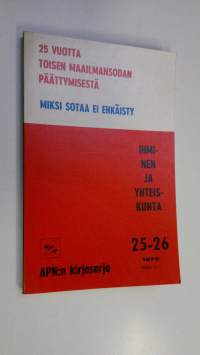 25 VUOTTA
TOISEN MAAILMANSODAN
PÄÄTTYMISESTÄ
MIKSI SOTAA EI EHKÄISTY
IHMI-
NEN
JA
YHTEIS-
KUNTA
25-26
APN:n kirjasarja